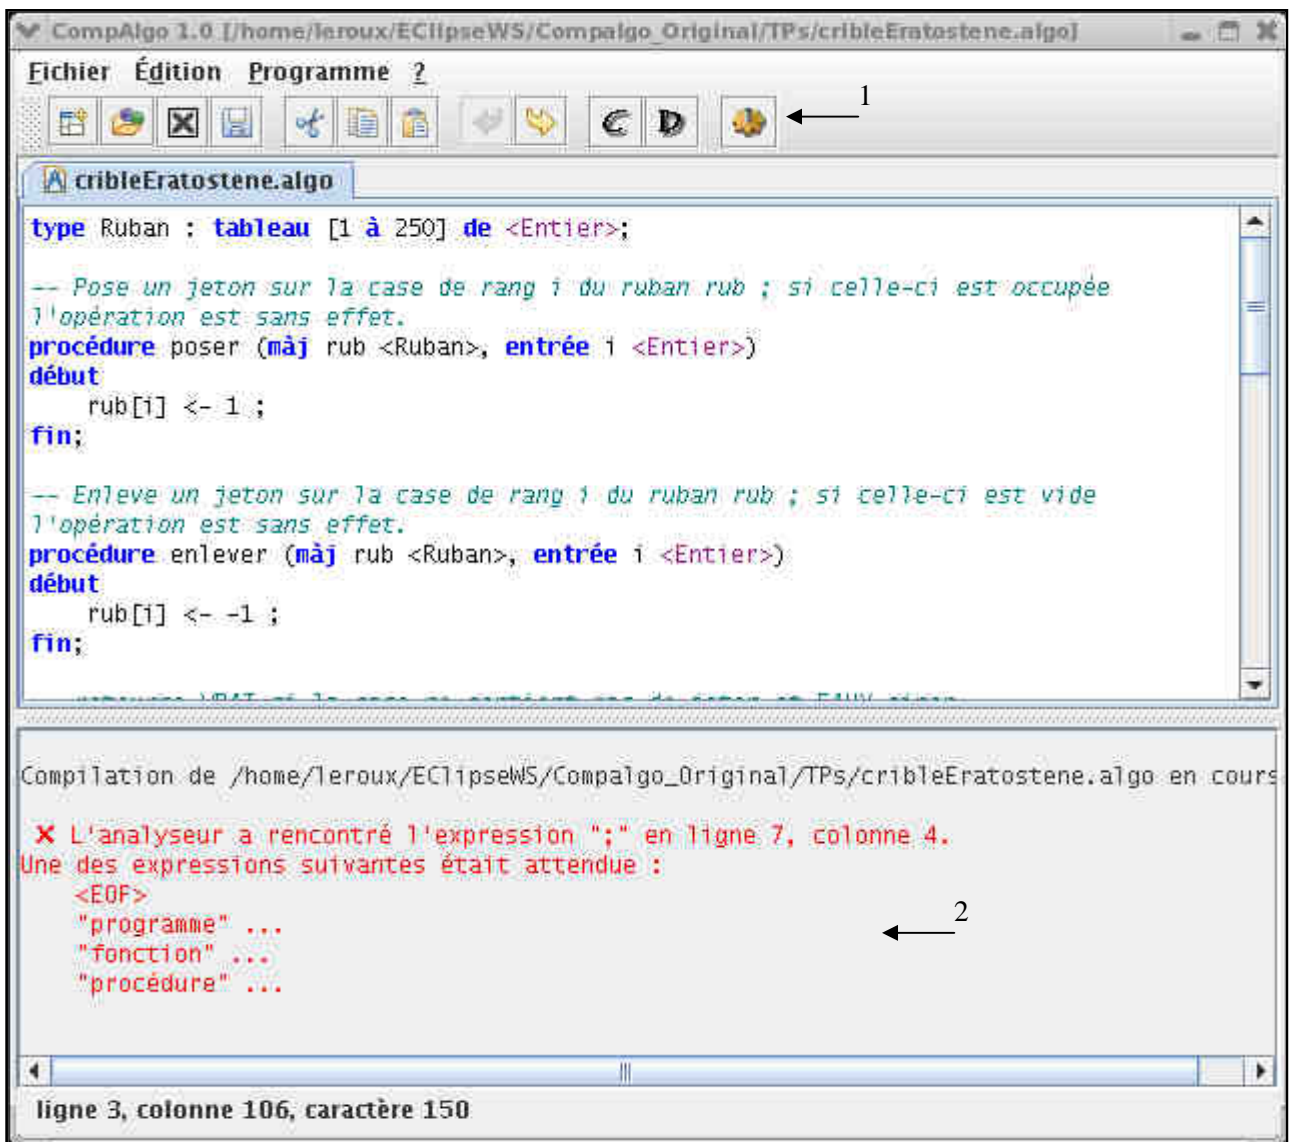 CompAlgo 1.0 [/home/leroux/EClipseWS/Compalgo_Original/TPs/cribleEratostene.algo]
Fichier Édition Programme ?
C D
1
cribleEratostene.algo
type Ruban : tableau [1 à 250] de <Entier>;
-- Pose un jeton sur la case de rang i du ruban rub ; si celle-ci est occupée
l'opération est sans effet.
procédure poser (màj rub <Ruban>, entrée i <Entier>)
début
rub[i] <- 1 ;
fin;
-- Enleve un jeton sur la case de rang i du ruban rub ; si celle-ci est vide
l'opération est sans effet.
procédure enlever (màj rub <Ruban>, entrée i <Entier>)
début
rub[i] <- -1 ;
fin;
Compilation de /home/leroux/EClipseWS/Compalgo_Original/TPs/cribleEratostene.algo en cours
L'analyseur a rencontré l'expression ";" en ligne 7, colonne 4.
Une des expressions suivantes était attendue :
<EOF>
"programme" ...
"fonction" ...
"procédure" ...
2
ligne 3, colonne 106, caractère 150